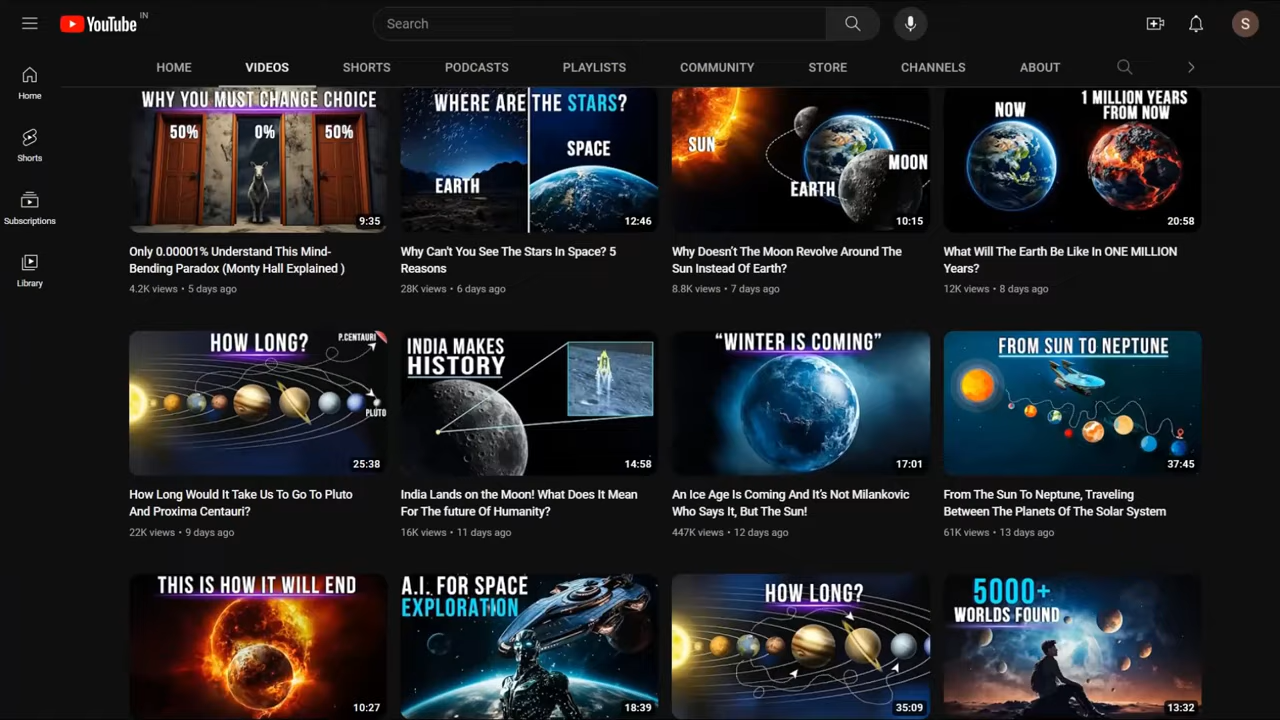 YouTube IN
Search
S
HOME VIDEOS SHORTS PODCASTS PLAYLISTS COMMUNITY STORE CHANNELS ABOUT
Home
Shorts
Subscriptions
Library
WHY YOU MUST CHANGE CHOICE
50% 0% 50%
9:35
Only 0.00001% Understand This Mind-
Bending Paradox (Monty Hall Explained )
4.2K views • 5 days ago
WHERE ARE THE STARS?
SPACE
EARTH
12:46
Why Can't You See The Stars In Space? 5
Reasons
28K views • 6 days ago
SUN
MOON
EARTH
10:15
Why Doesn't The Moon Revolve Around The
Sun Instead Of Earth?
8.8K views • 7 days ago
NOW
1 MILLION YEARS
FROM NOW
20:58
What Will The Earth Be Like In ONE MILLION
Years?
12K views • 8 days ago
HOW LONG?
P.CENTAURI
PLUTO
25:38
How Long Would It Take Us To Go To Pluto
And Proxima Centauri?
22K views • 9 days ago
INDIA MAKES
HISTORY
14:58
India Lands on the Moon! What Does It Mean
For The future Of Humanity?
16K views • 11 days ago
“WINTER IS COMING”
17:01
An Ice Age Is Coming And It’s Not Milankovic
Who Says It, But The Sun!
447K views • 12 days ago
FROM SUN TO NEPTUNE
37:45
From The Sun To Neptune, Traveling
Between The Planets Of The Solar System
61K views • 13 days ago
THIS IS HOW IT WILL END
10:27
A.I. FOR SPACE
EXPLORATION
18:39
HOW LONG?
35:09
5000+
WORLDS FOUND
13:32